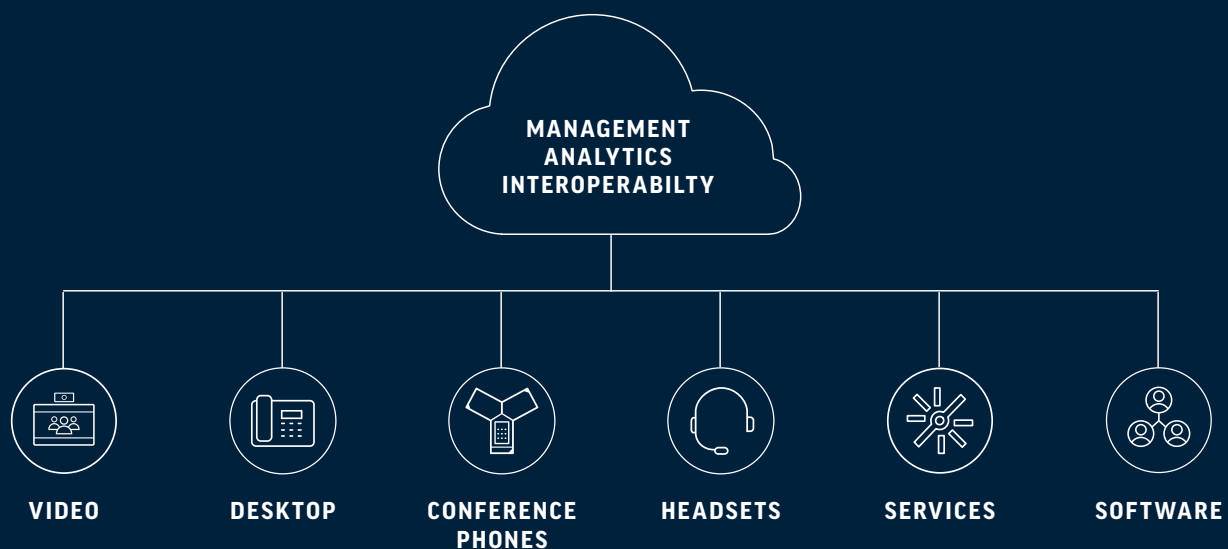 MANAGEMENT
ANALYTICS
INTEROPERABILTY
VIDEO
DESKTOP
CONFERENCE
PHONES
HEADSETS
SERVICES
SOFTWARE